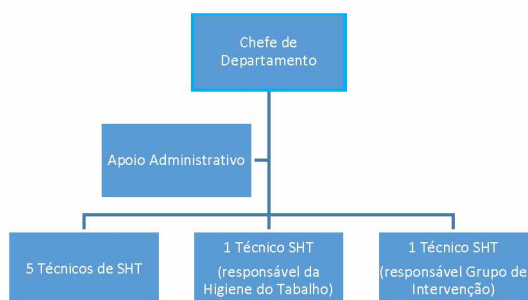 Chefe de
Departamento
Apoio Administrativo
5 Técnicos de SHT
1 Técnico SHT
(responsável da
Higiene do Tabalho)
1 Técnico SHT
(responsável Grupo de
Intervenção)